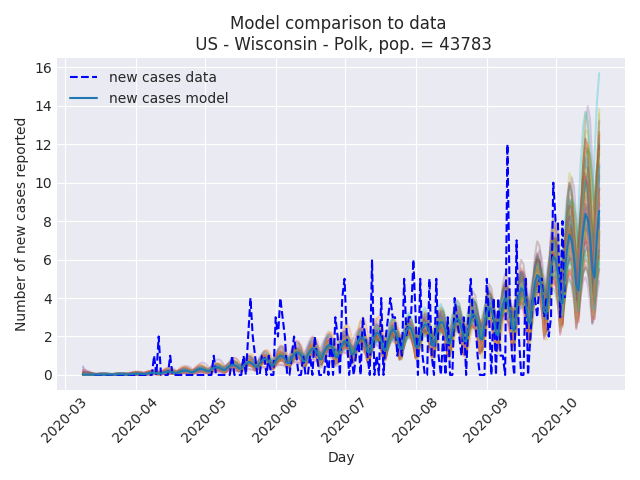 Model comparison to data
US - Wisconsin - Polk, pop. = 43783
new cases data
new cases model
Number of new cases reported
16
14
12
10
8
6
4
2
0
2020-03
2020-04
2020-05
2020-06
2020-07
2020-08
2020-09
2020-10
Day